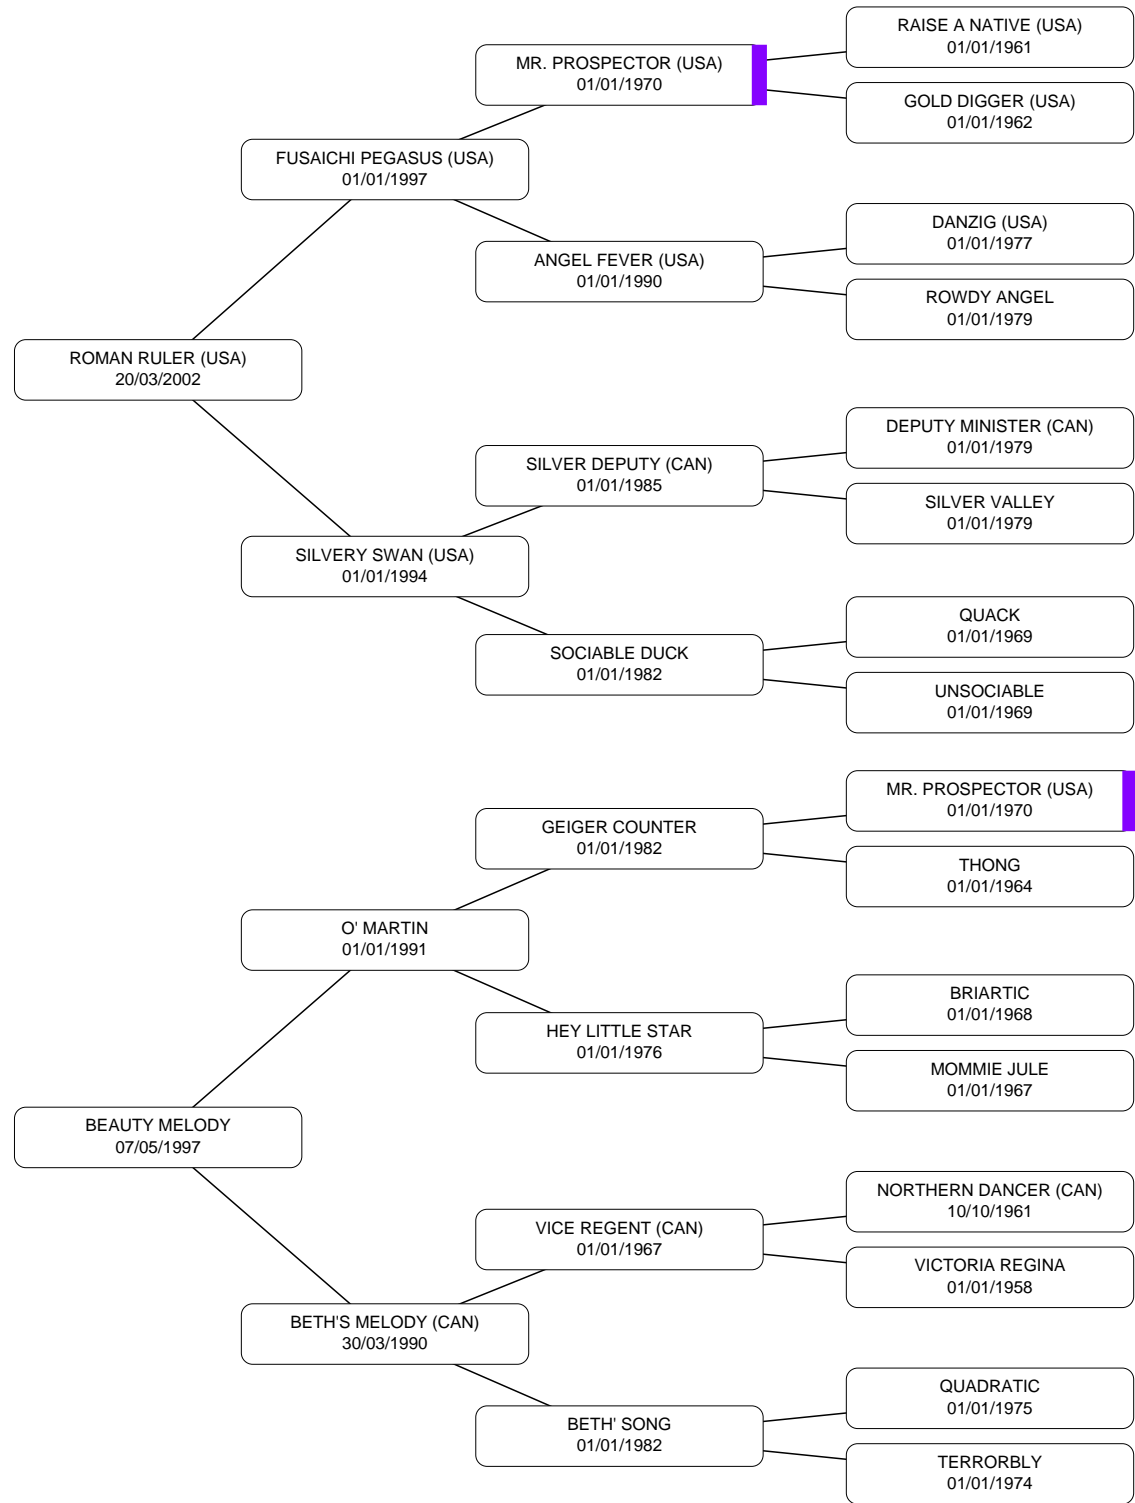 RAISE A NATIVE (USA)
01/01/1961
MR. PROSPECTOR (USA)
01/01/1970
GOLD DIGGER (USA)
01/01/1962
FUSAICHI PEGASUS (USA)
01/01/1997
DANZIG (USA)
01/01/1977
ANGEL FEVER (USA)
01/01/1990
ROWDY ANGEL
01/01/1979
ROMAN RULER (USA)
20/03/2002
DEPUTY MINISTER (CAN)
01/01/1979
SILVER DEPUTY (CAN)
01/01/1985
SILVER VALLEY
01/01/1979
SILVERY SWAN (USA)
01/01/1994
QUACK
01/01/1969
SOCIABLE DUCK
01/01/1982
UNSOCIABLE
01/01/1969
MR. PROSPECTOR (USA)
01/01/1970
GEIGER COUNTER
01/01/1982
THONG
01/01/1964
O' MARTIN
01/01/1991
BRIARTIC
01/01/1968
HEY LITTLE STAR
01/01/1976
MOMMIE JULE
01/01/1967
BEAUTY MELODY
07/05/1997
NORTHERN DANCER (CAN)
10/10/1961
VICE REGENT (CAN)
01/01/1967
VICTORIA REGINA
01/01/1958
BETH'S MELODY (CAN)
30/03/1990
QUADRATIC
01/01/1975
BETH' SONG
01/01/1982
TERRORBLY
01/01/1974